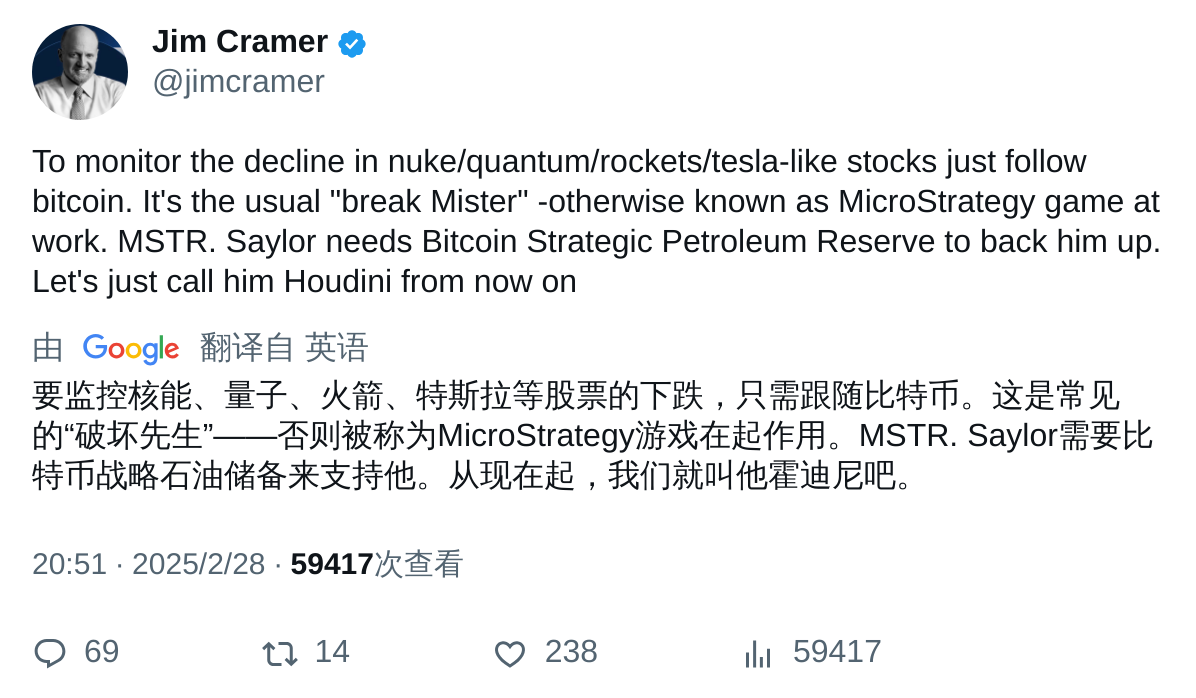 Jim Cramer
@jimcramer
To monitor the decline in nuke/quantum/rockets/tesla-like stocks just follow
bitcoin. It's the usual "break Mister" -otherwise known as MicroStrategy game at
work. MSTR. Saylor needs Bitcoin Strategic Petroleum Reserve to back him up.
Let's just call him Houdini from now on
由 Google 翻译自 英语
要监控核能、量子、火箭、特斯拉等股票的下跌，只需跟随比特币。这是常见
的“破坏先生”——否则被称为MicroStrategy游戏在起作用。MSTR. Saylor需要比
特币战略石油储备来支持他。从现在起，我们就叫他霍迪尼吧。
20:51 · 2025/2/28 · 59417次查看
69 14 238 59417